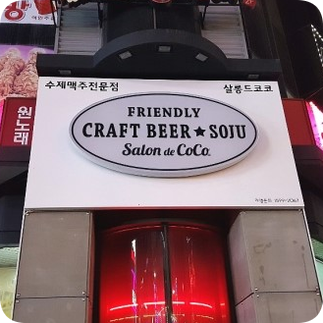 수제맥주전문점
살롱드코코
FRIENDLY
CRAFT BEER★SOJU
Salon de CoCo.
원
노
래